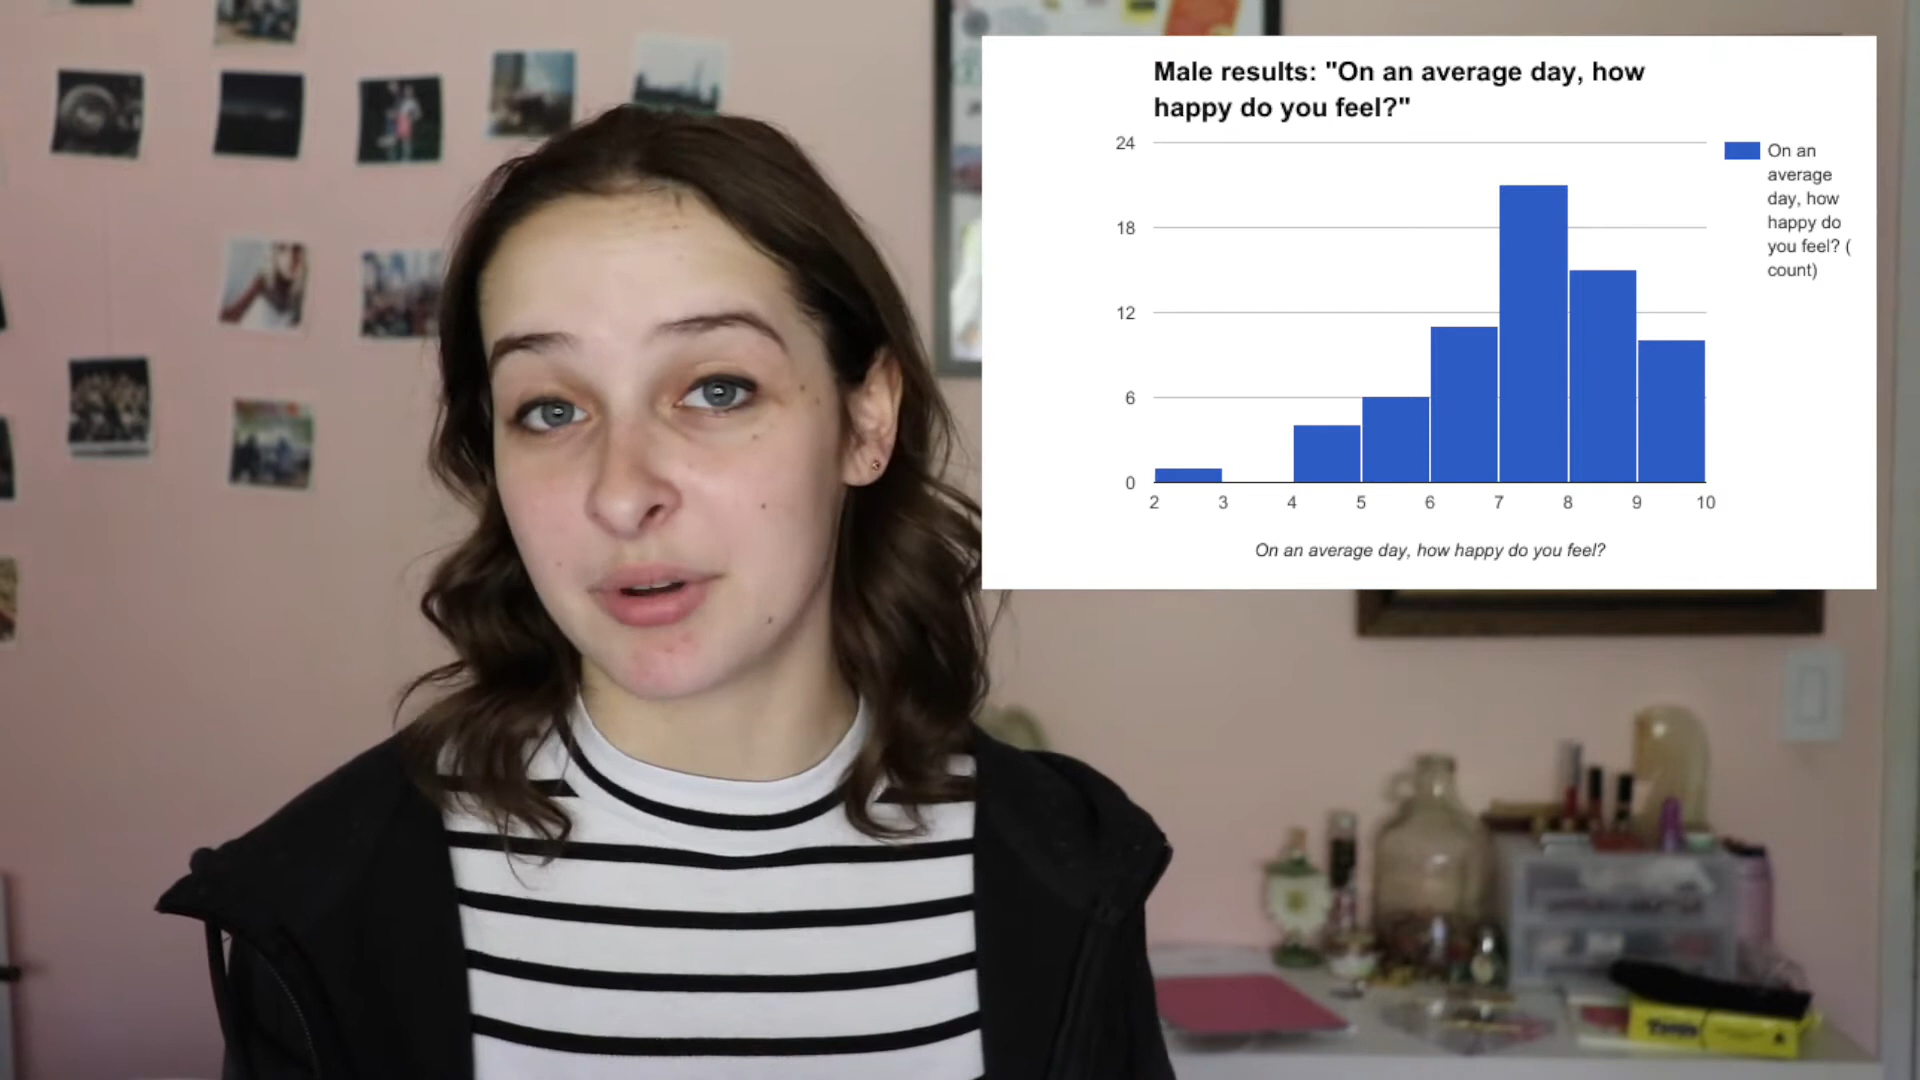 Male results: "On an average day, how
happy do you feel?"
24
18
12
6
0
2 3 4 5 6 7 8 9 10
On an average day, how happy do you feel?
On an
average
day, how
happy do
you feel? (
count)